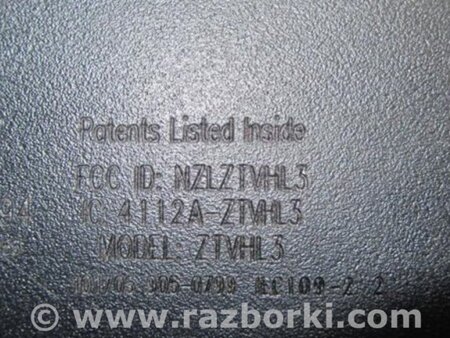 Patents Listed Inside
FCC ID: NZLZTVHL3
IC: 4112A-ZTVHL3
MODEL: ZTVHL3
www.razborki.com